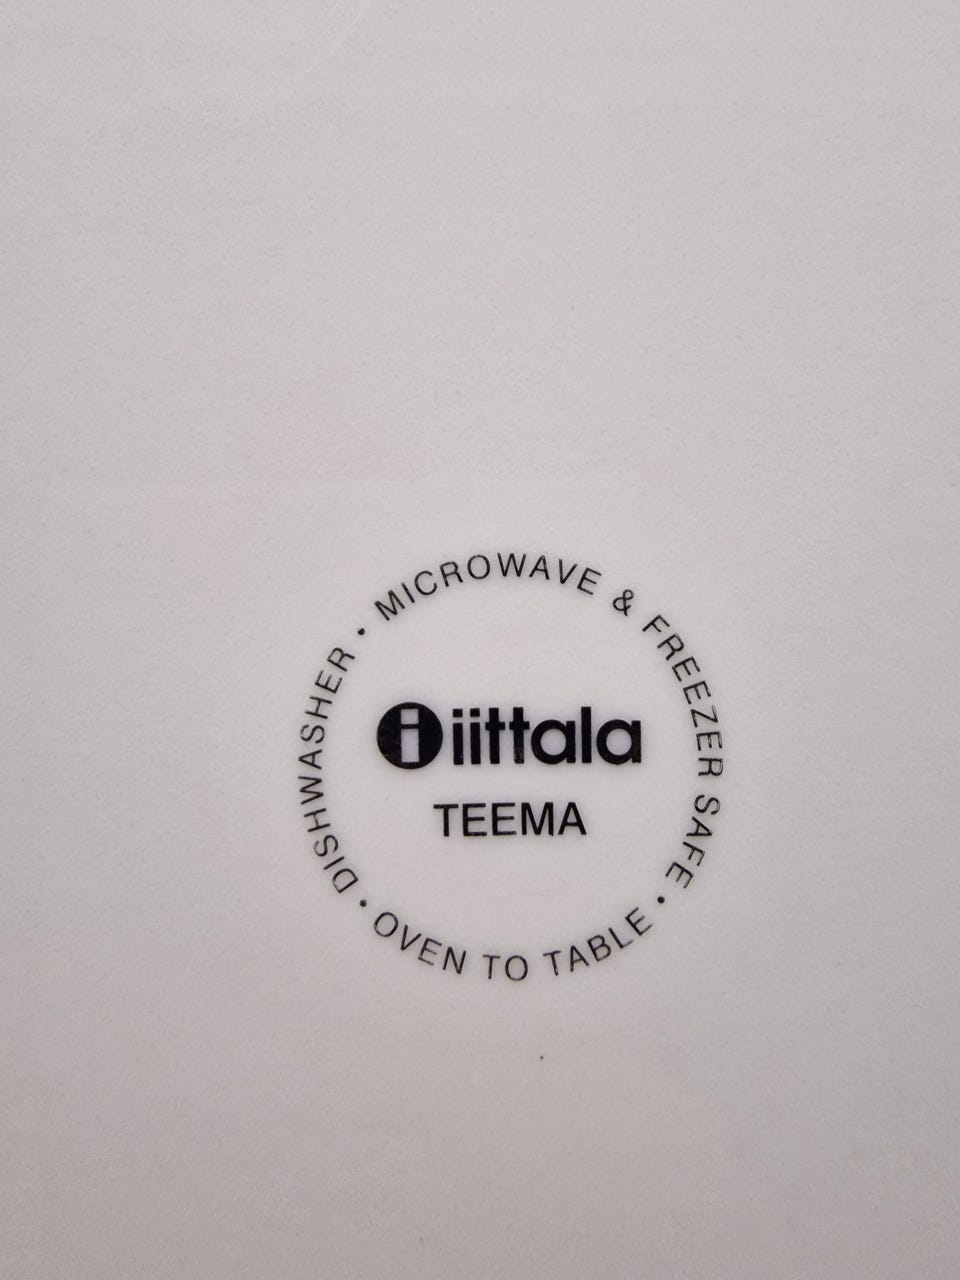 DISHWASHER • MICROWAVE & FREEZER SAFE • OVEN TO TABLE •
i iittala
TEEMA